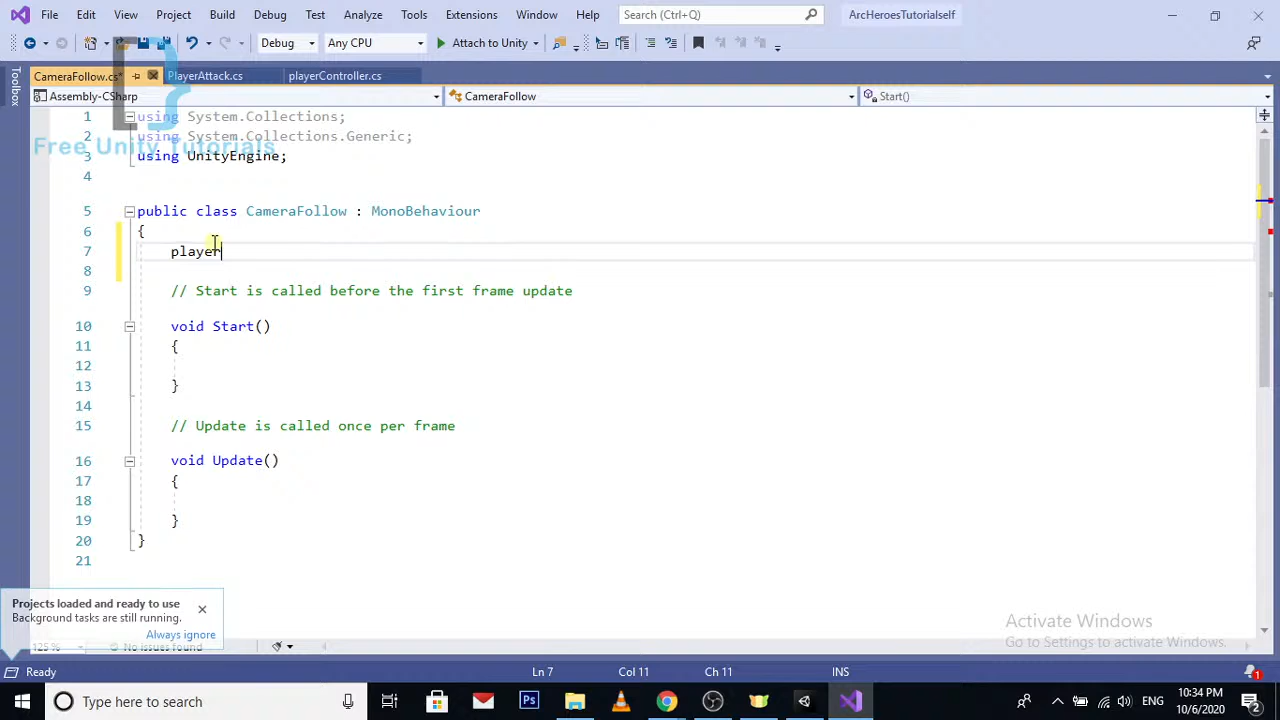 File Edit View Project Build Debug Test Analyze Tools Extensions Window Help Search (Ctrl+Q) ArcHeroesTutorialself
Debug Any CPU Attach to Unity
CameraFollow.cs* PlayerAttack.cs playerController.cs
Assembly-CSharp CameraFollow Start()
Toolbox
1 using System.Collections;
2 using System.Collections.Generic;
Free Unity Tutorials
3 using UnityEngine;
4
5 public class CameraFollow : MonoBehaviour
6 {
7 player
8
9 // Start is called before the first frame update
10 void Start()
11 {
12
13 }
14
15 // Update is called once per frame
16 void Update()
17 {
18
19 }
20 }
21
Projects loaded and ready to use
Background tasks are still running.
Always ignore
Activate Windows
Go to Settings to activate Windows.
125 % No issues found
Ready Ln 7 Col 11 Ch 11 INS 1
Type here to search Ps ENG 10:34 PM
10/6/2020 2